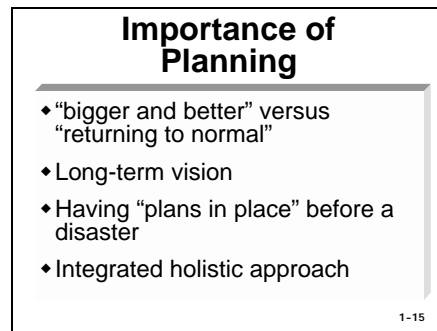 Importance of
Planning
◆“bigger and better” versus
“returning to normal”
◆Long-term vision
◆Having “plans in place” before a
disaster
◆Integrated holistic approach
1-15